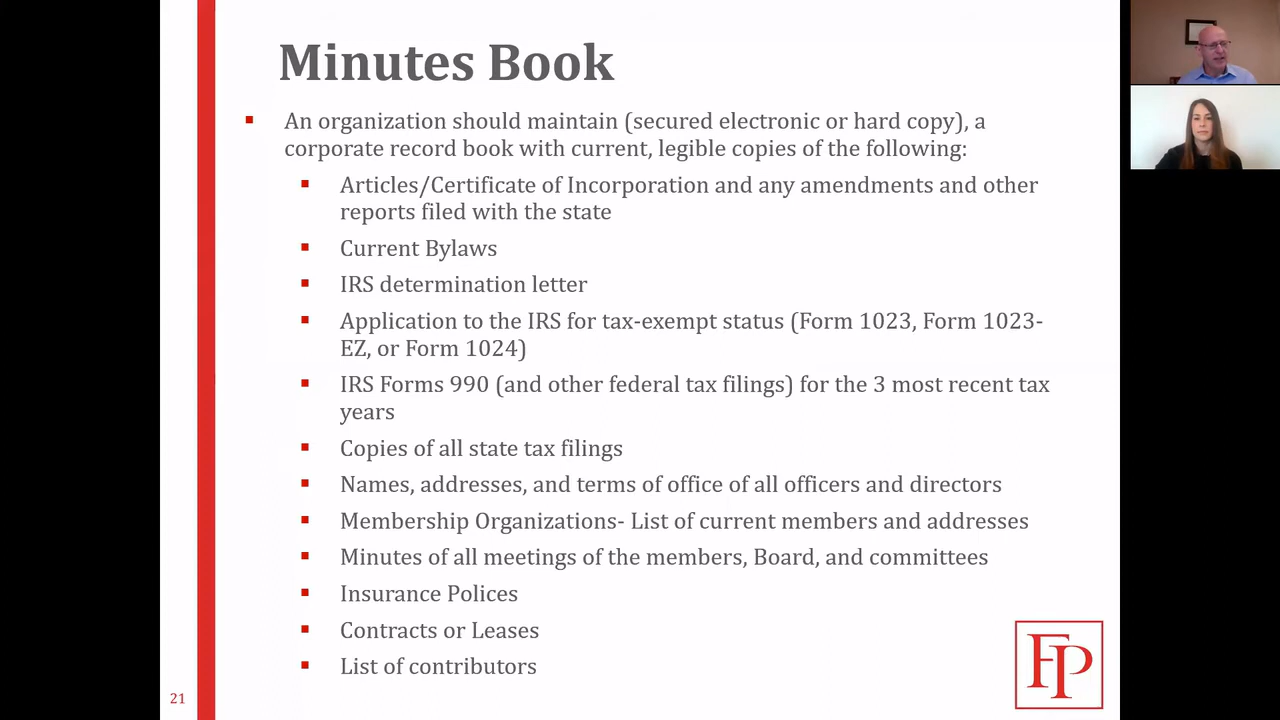 Minutes Book
▪ An organization should maintain (secured electronic or hard copy), a
corporate record book with current, legible copies of the following:
▪ Articles/Certificate of Incorporation and any amendments and other
reports filed with the state
▪ Current Bylaws
▪ IRS determination letter
▪ Application to the IRS for tax-exempt status (Form 1023, Form 1023-
EZ, or Form 1024)
▪ IRS Forms 990 (and other federal tax filings) for the 3 most recent tax
years
▪ Copies of all state tax filings
▪ Names, addresses, and terms of office of all officers and directors
▪ Membership Organizations- List of current members and addresses
▪ Minutes of all meetings of the members, Board, and committees
▪ Insurance Polices
▪ Contracts or Leases
▪ List of contributors
FP
21